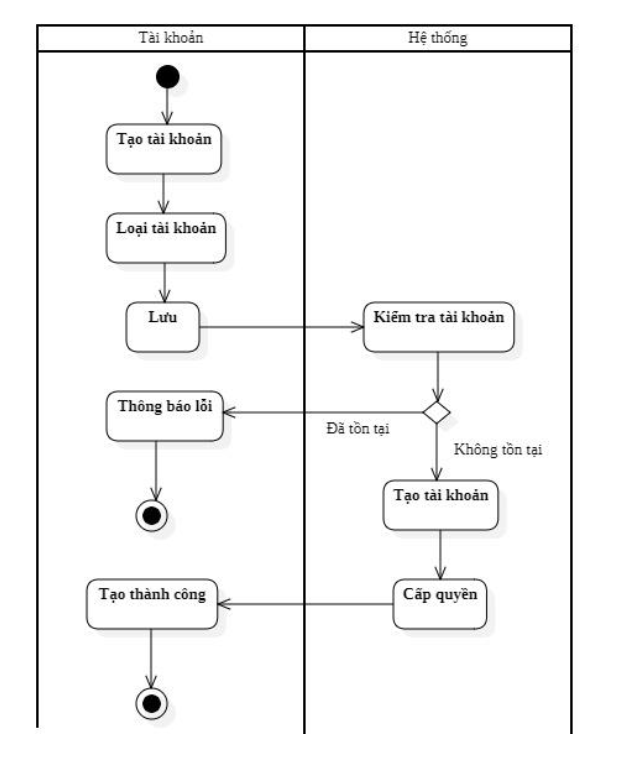 Tài khoản
Hệ thống
Tạo tài khoản
Loại tài khoản
Lưu
Kiểm tra tài khoản
Thông báo lỗi
Đã tồn tại
Không tồn tại
Tạo tài khoản
Tạo thành công
Cấp quyền